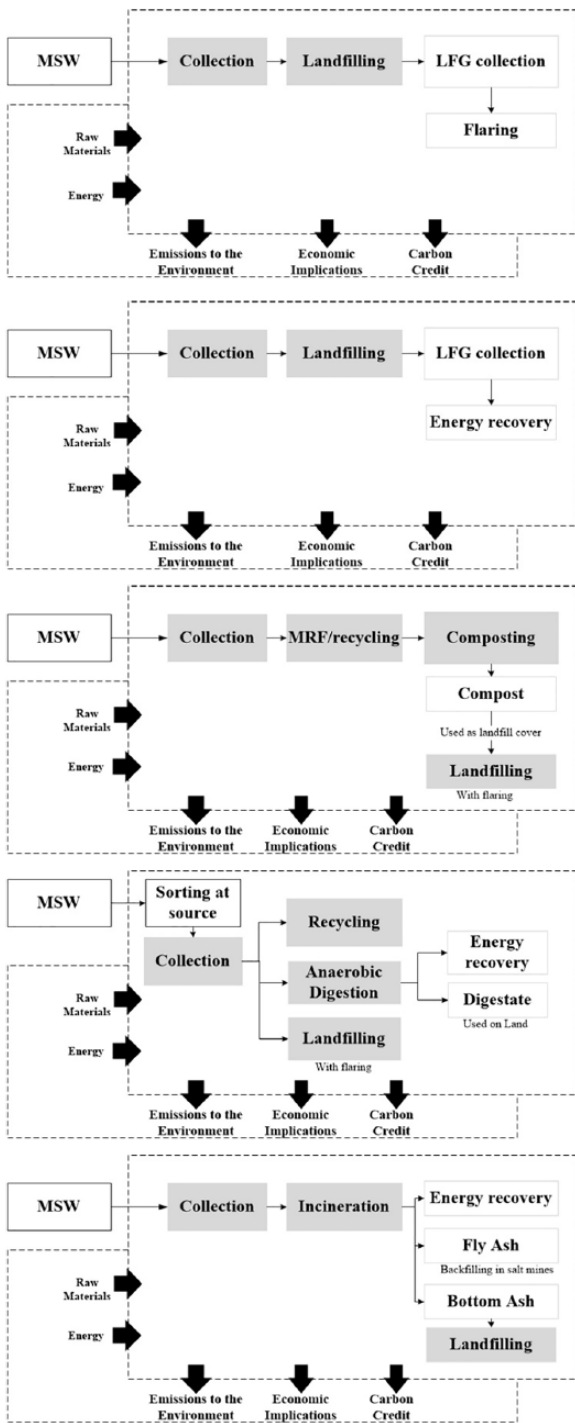 MSW
Collection
Landfilling
LFG collection
Flaring
Raw
Materials
Energy
Emissions to the
Environment
Economic
Implications
Carbon
Credit
MSW
Collection
Landfilling
LFG collection
Energy recovery
Raw
Materials
Energy
Emissions to the
Environment
Economic
Implications
Carbon
Credit
MSW
Collection
MRF/recycling
Composting
Compost
Used as landfill cover
Landfilling
With flaring
Raw
Materials
Energy
Emissions to the
Environment
Economic
Implications
Carbon
Credit
MSW
Sorting at
source
Collection
Recycling
Anaerobic
Digestion
Landfilling
With flaring
Energy
recovery
Digestate
Used on Land
Raw
Materials
Energy
Emissions to the
Environment
Economic
Implications
Carbon
Credit
MSW
Collection
Incineration
Energy recovery
Fly Ash
Backfilling in salt mines
Bottom Ash
Landfilling
Raw
Materials
Energy
Emissions to the
Environment
Economic
Implications
Carbon
Credit